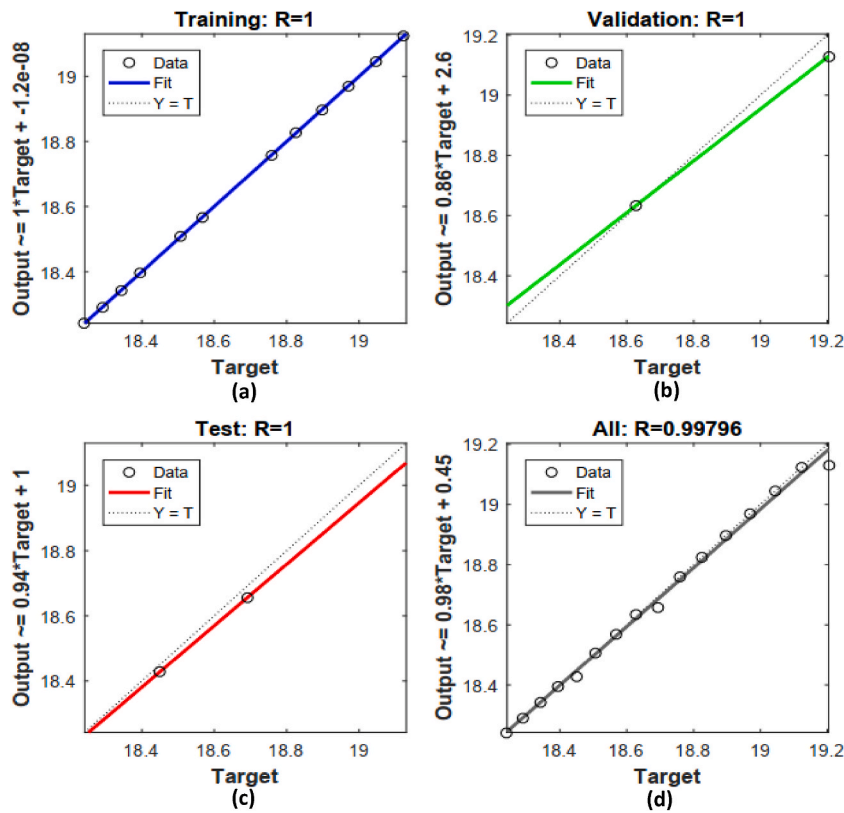 Training: R=1
Output ~= 1*Target + -1.2e-08
19
18.8
18.6
18.4
Data
Fit
Y = T
18.4 18.6 18.8 19
Target
(a)
Validation: R=1
Output ~= 0.86*Target + 2.6
19.2
19
18.8
18.6
18.4
Data
Fit
Y = T
18.4 18.6 18.8 19 19.2
Target
(b)
Test: R=1
Output ~= 0.94*Target + 1
19
18.8
18.6
18.4
Data
Fit
Y = T
18.4 18.6 18.8 19
Target
(c)
All: R=0.99796
Output ~= 0.98*Target + 0.45
19.2
19
18.8
18.6
18.4
Data
Fit
Y = T
18.4 18.6 18.8 19 19.2
Target
(d)